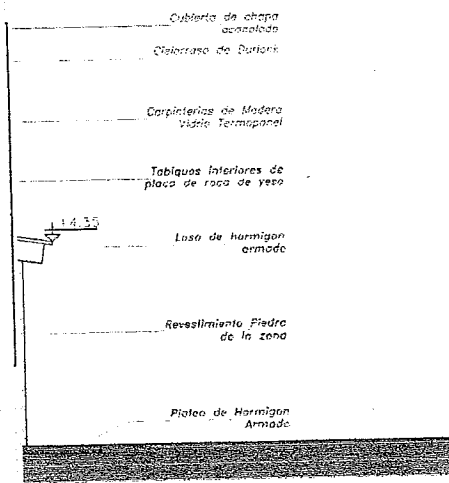 Cubierta de chapa
acanalada
Cielorraso de Durlock
Carpinterias de Madera
Vidrio Termopanel
Tabiques interiores de
placa de roca de yeso
+4.35
Losa de hormigon
armado
Revestimiento Piedra
de la zona
Platea de Hormigon
Armado